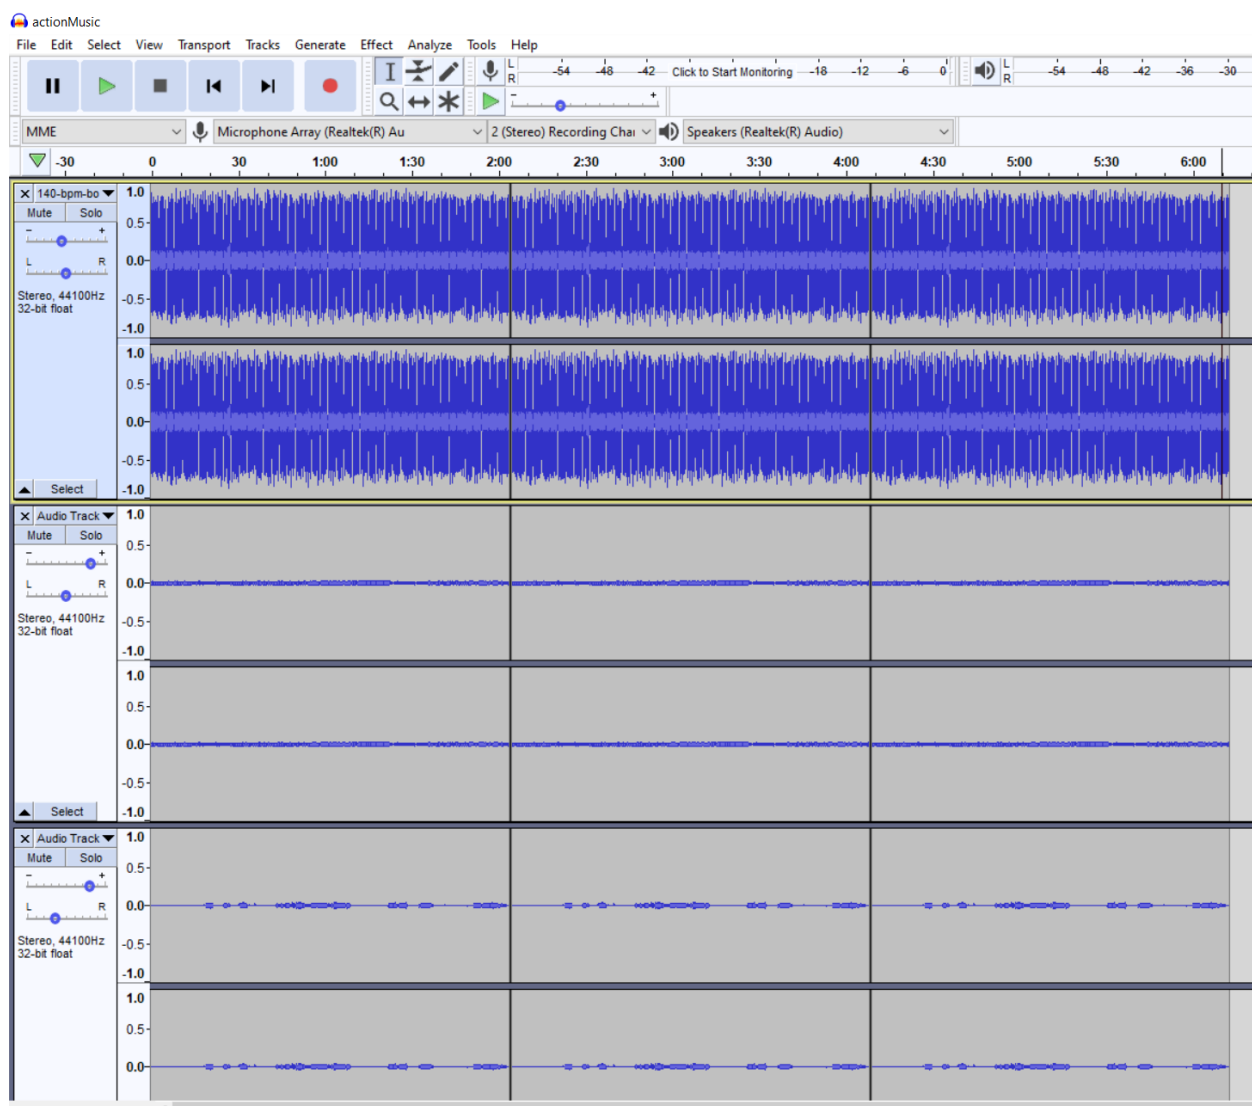 actionMusic
File Edit Select View Transport Tracks Generate Effect Analyze Tools Help
L
R
-54 -48 -42 Click to Start Monitoring -18 -12 -6 0
L
R
-54 -48 -42 -36 -30
- +
MME
Microphone Array (Realtek(R) Au
2 (Stereo) Recording Chai
Speakers (Realtek(R) Audio)
-30 0 30 1:00 1:30 2:00 2:30 3:00 3:30 4:00 4:30 5:00 5:30 6:00
140-bpm-bo
Mute Solo
- +
L R
Stereo, 44100Hz
32-bit float
Select
1.0
0.5
0.0
-0.5
-1.0
1.0
0.5
0.0
-0.5
-1.0
Audio Track
Mute Solo
- +
L R
Stereo, 44100Hz
32-bit float
Select
1.0
0.5
0.0
-0.5
-1.0
1.0
0.5
0.0
-0.5
-1.0
Audio Track
Mute Solo
- +
L R
Stereo, 44100Hz
32-bit float
1.0
0.5
0.0
-0.5
-1.0
1.0
0.5
0.0